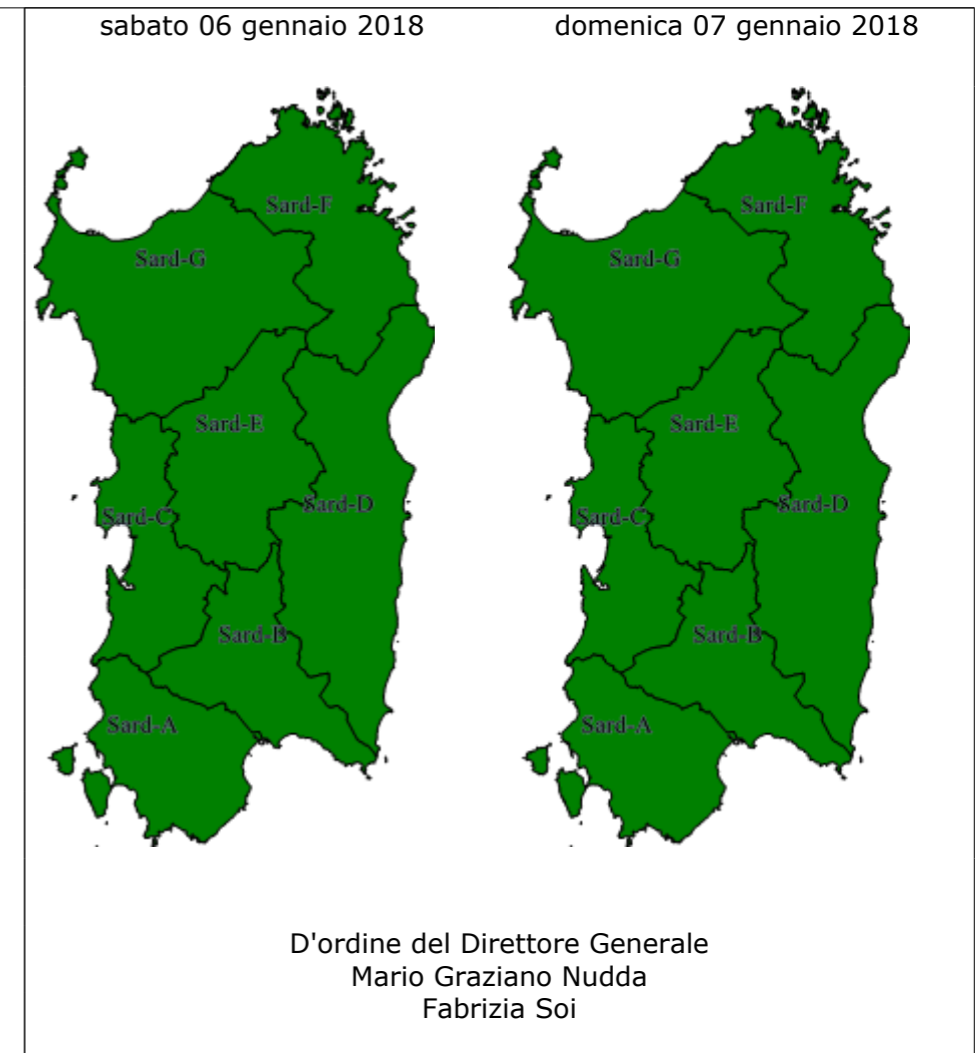 sabato 06 gennaio 2018
domenica 07 gennaio 2018
Sard-F
Sard-G
Sard-E
Sard-D
Sard-C
Sard-B
Sard-A
Sard-F
Sard-G
Sard-E
Sard-D
Sard-C
Sard-B
Sard-A
D'ordine del Direttore Generale
Mario Graziano Nudda
Fabrizia Soi